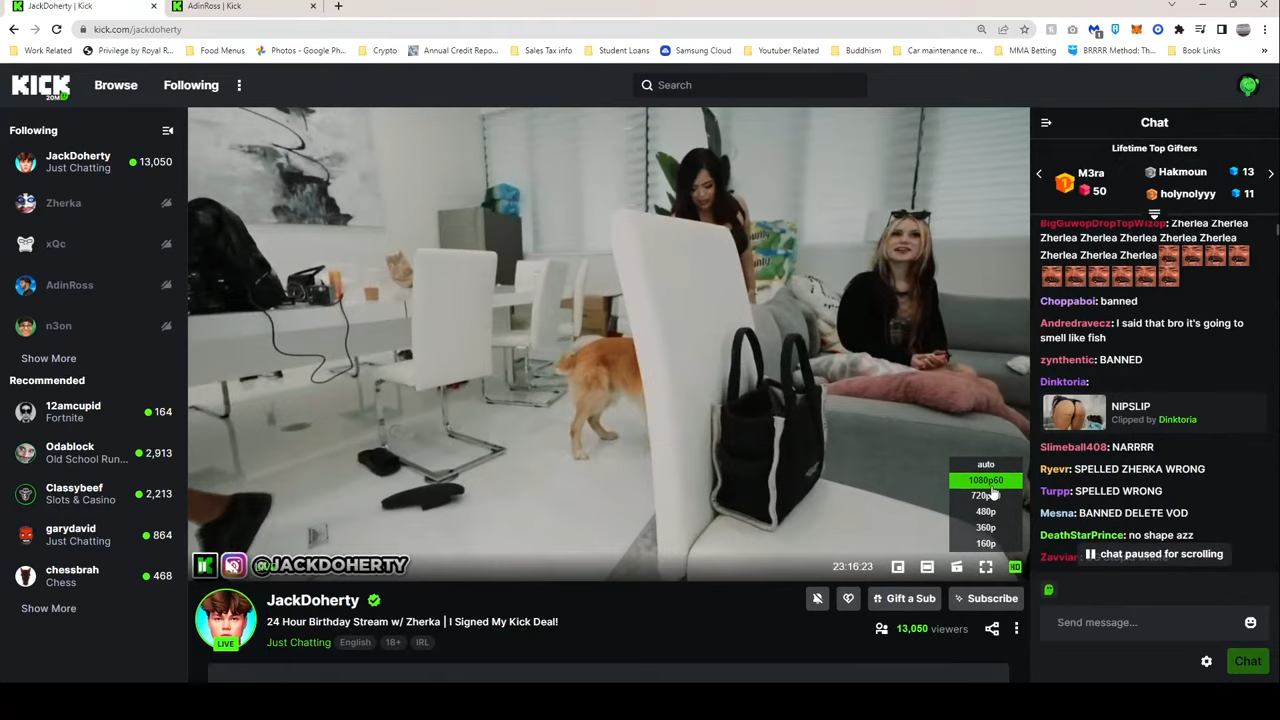 JackDoherty | Kick
AdinRoss | Kick
kick.com/jackdoherty
Work Related
Privilege by Royal R...
Food Menus
Photos - Google Ph...
Crypto
Annual Credit Repo...
Sales Tax info
Student Loans
Samsung Cloud
Youtuber Related
Buddhism
Car maintenance re...
MMA Betting
BRRRR Method: Th...
Book Links
KICK
20M
Browse
Following
Search
Following
JackDoherty
13,050
Just Chatting
Zherka
xQc
AdinRoss
n3on
Show More
Recommended
12amcupid
164
Fortnite
Odablock
2,913
Old School Run...
Classybeef
2,213
Slots & Casino
garydavid
864
Just Chatting
chessbrah
468
Chess
Show More
auto
1080p60
720p
480p
360p
160p
@JACKDOHERTY
23:16:23
HD
LIVE
JackDoherty
24 Hour Birthday Stream w/ Zherka | I Signed My Kick Deal!
Just Chatting
English
18+
IRL
Gift a Sub
Subscribe
13,050 viewers
Chat
Lifetime Top Gifters
M3ra
50
Hakmoun
13
holynolyyy
11
BigGuwopDropTopWizop: Zherlea Zherlea
Zherlea Zherlea Zherlea Zherlea Zherlea
Zherlea Zherlea Zherlea
Choppaboi: banned
Andredravecz: I said that bro it's going to
smell like fish
zynthentic: BANNED
Dinktoria:
NIPSLIP
Clipped by Dinktoria
Slimeball408: NARRRR
Ryevr: SPELLED ZHERKA WRONG
Turpp: SPELLED WRONG
Mesna: BANNED DELETE VOD
DeathStarPrince: no shape azz
Zavviar
chat paused for scrolling
Send message...
Chat